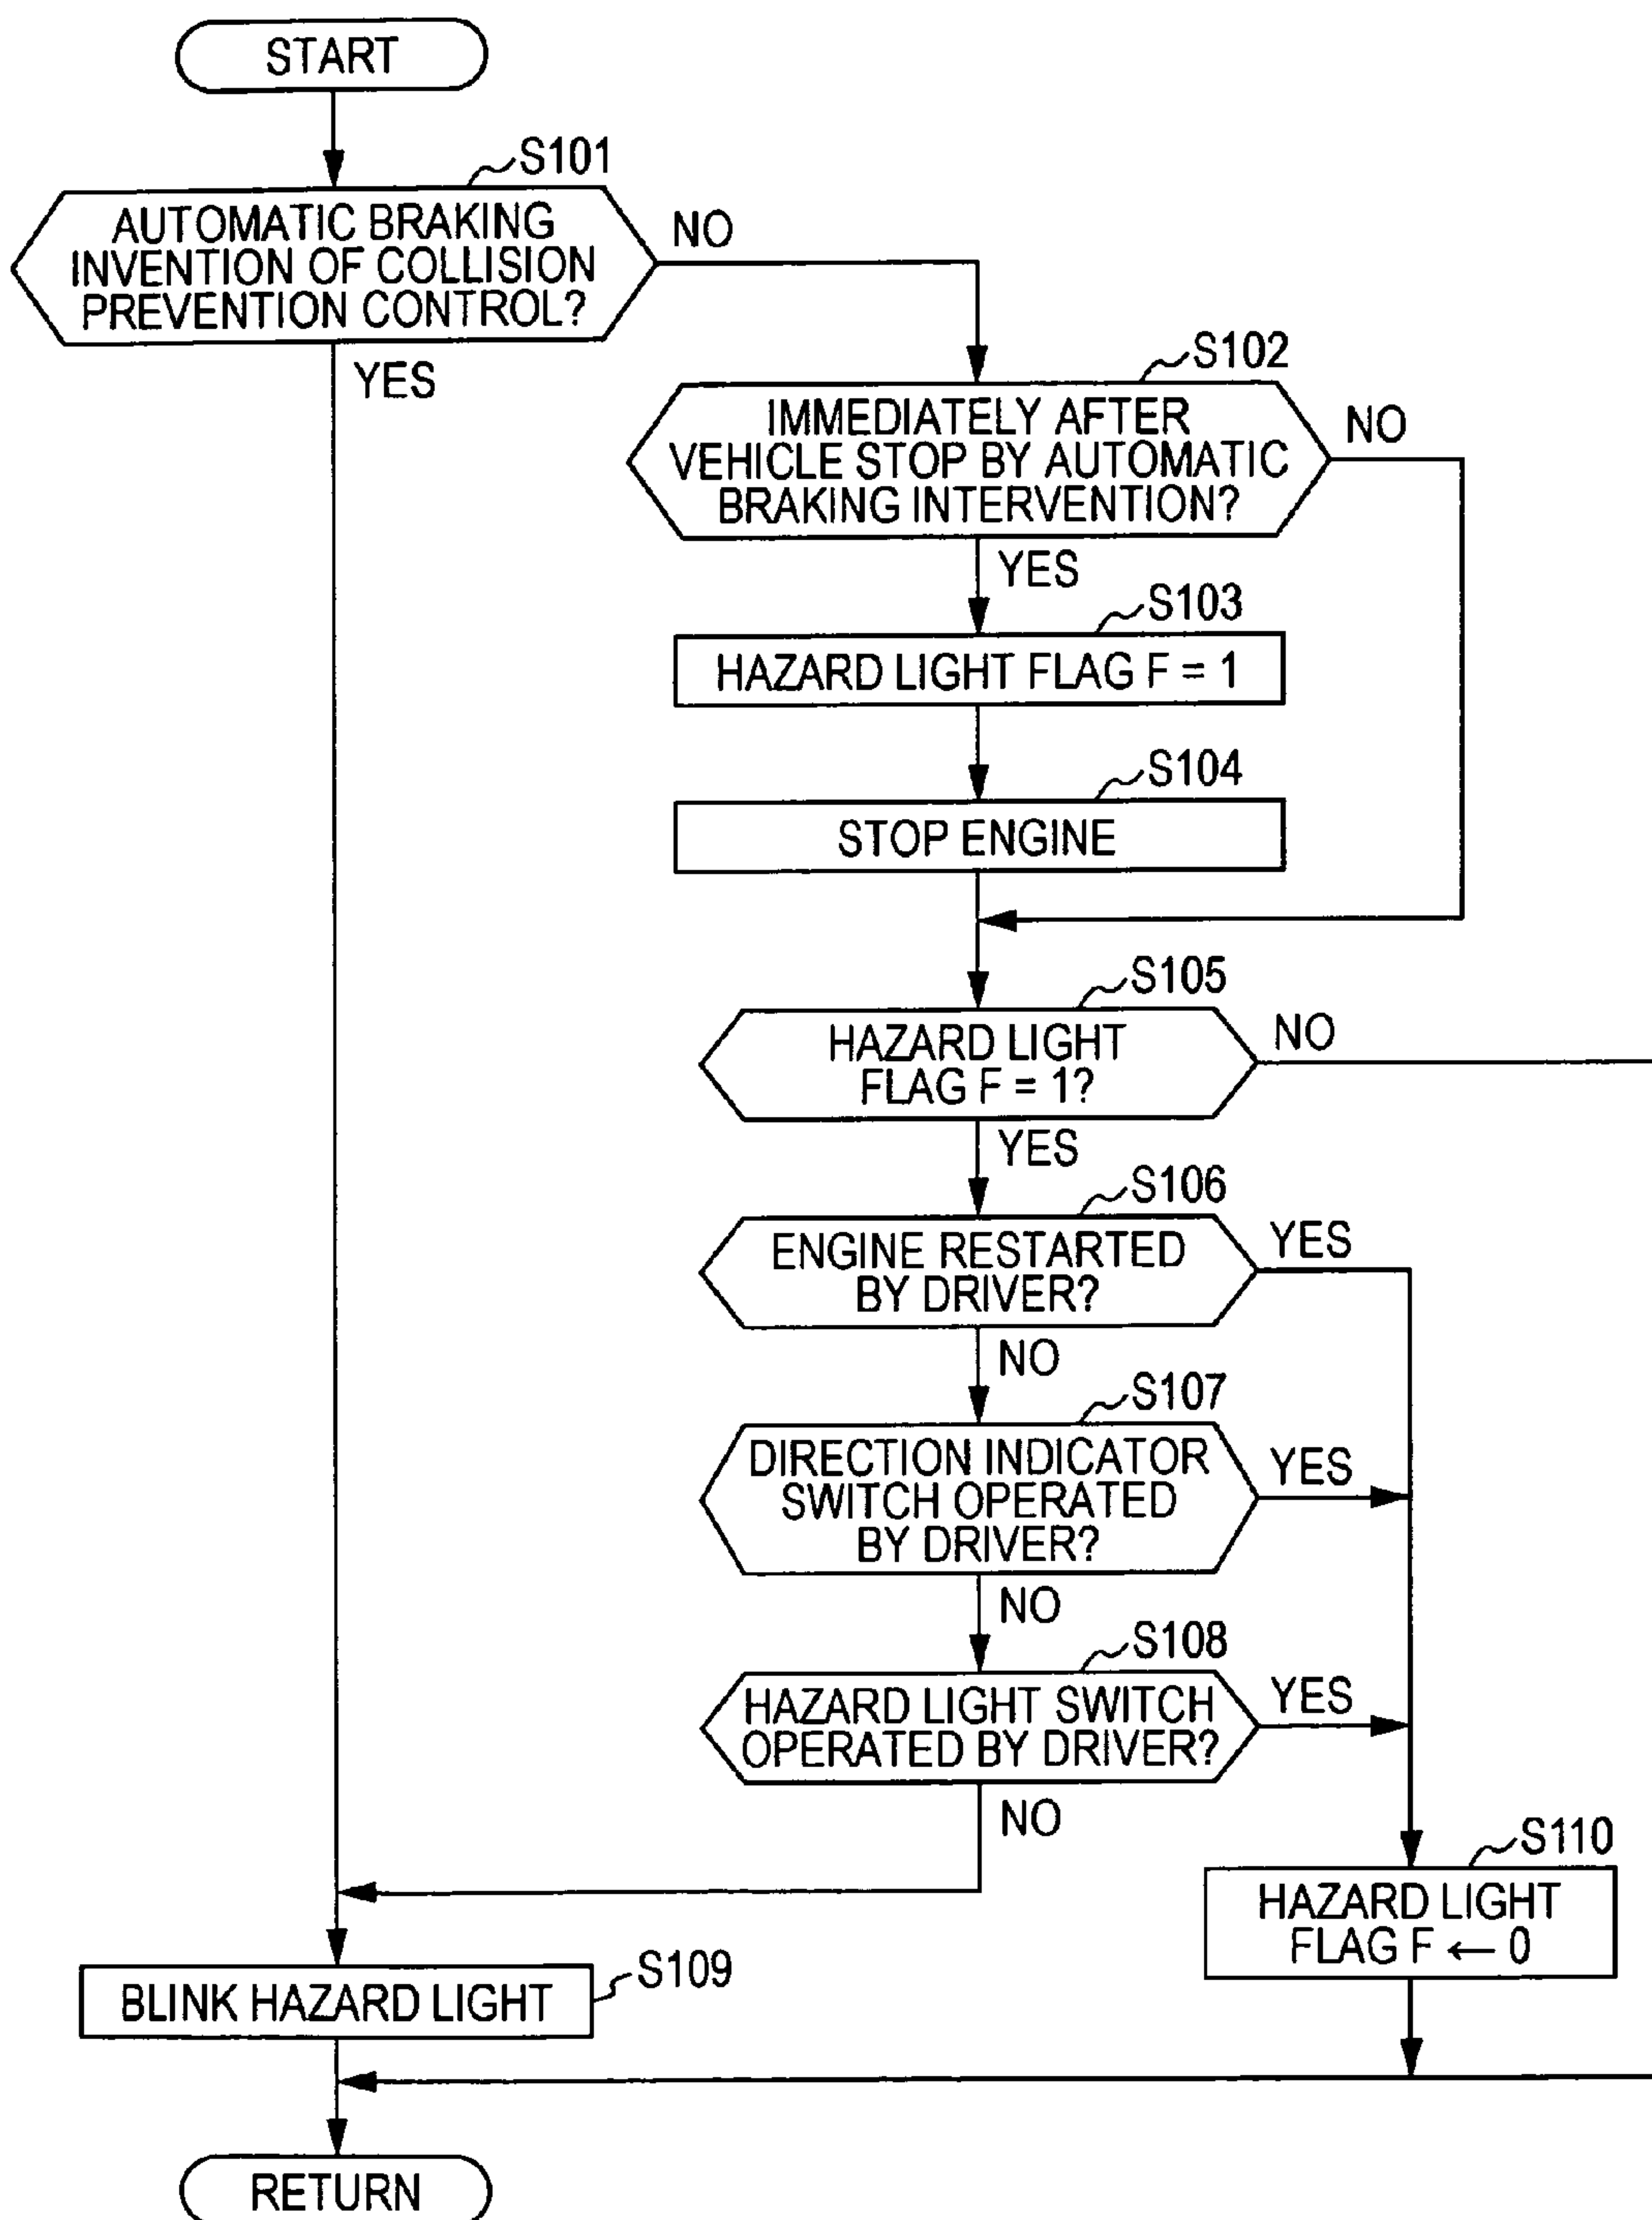 START
S101
AUTOMATIC BRAKING
INVENTION OF COLLISION
PREVENTION CONTROL?
NO
YES
S102
IMMEDIATELY AFTER
VEHICLE STOP BY AUTOMATIC
BRAKING INTERVENTION?
NO
YES
S103
HAZARD LIGHT FLAG F = 1
S104
STOP ENGINE
S105
HAZARD LIGHT
FLAG F = 1?
NO
YES
S106
ENGINE RESTARTED
BY DRIVER?
YES
NO
S107
DIRECTION INDICATOR
SWITCH OPERATED
BY DRIVER?
YES
NO
S108
HAZARD LIGHT SWITCH
OPERATED BY DRIVER?
YES
NO
S110
HAZARD LIGHT
FLAG F ← 0
S109
BLINK HAZARD LIGHT
RETURN